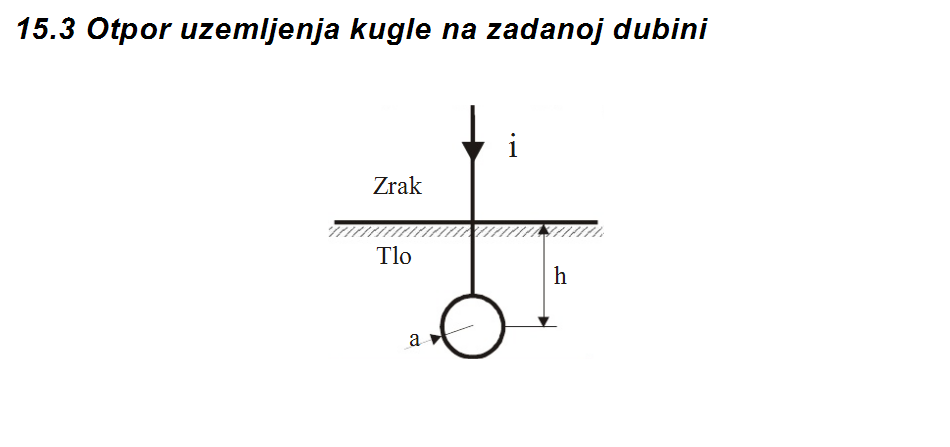 15.3 Otpor uzemljenja kugle na zadanoj dubini
i
Zrak
Tlo
h
a